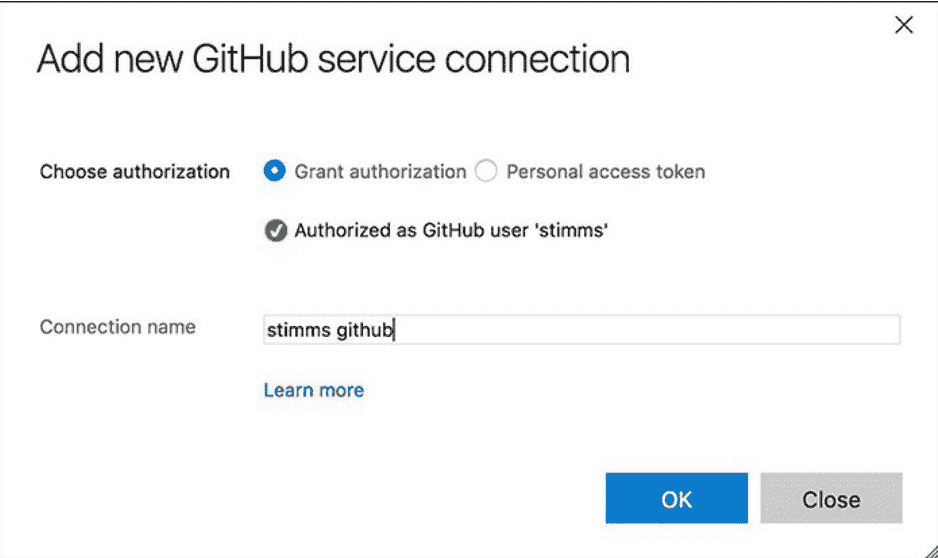 Add new GitHub service connection
Choose authorization Grant authorization Personal access token
Authorized as GitHub user 'stimms'
Connection name stimms github
Learn more
OK Close